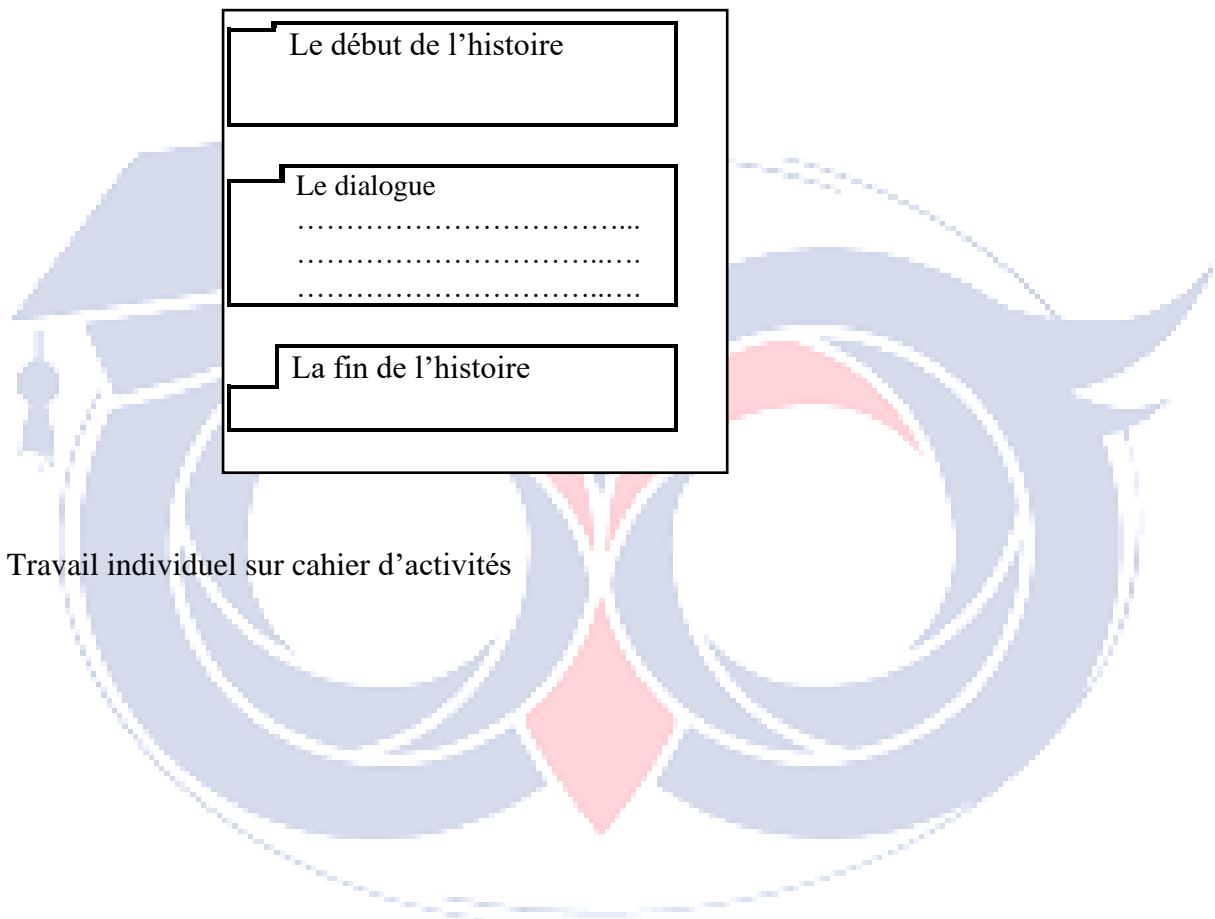 Le début de l’histoire
Le dialogue
……………………………...
…………………………..….
…………………………..….
La fin de l’histoire
Travail individuel sur cahier d’activités